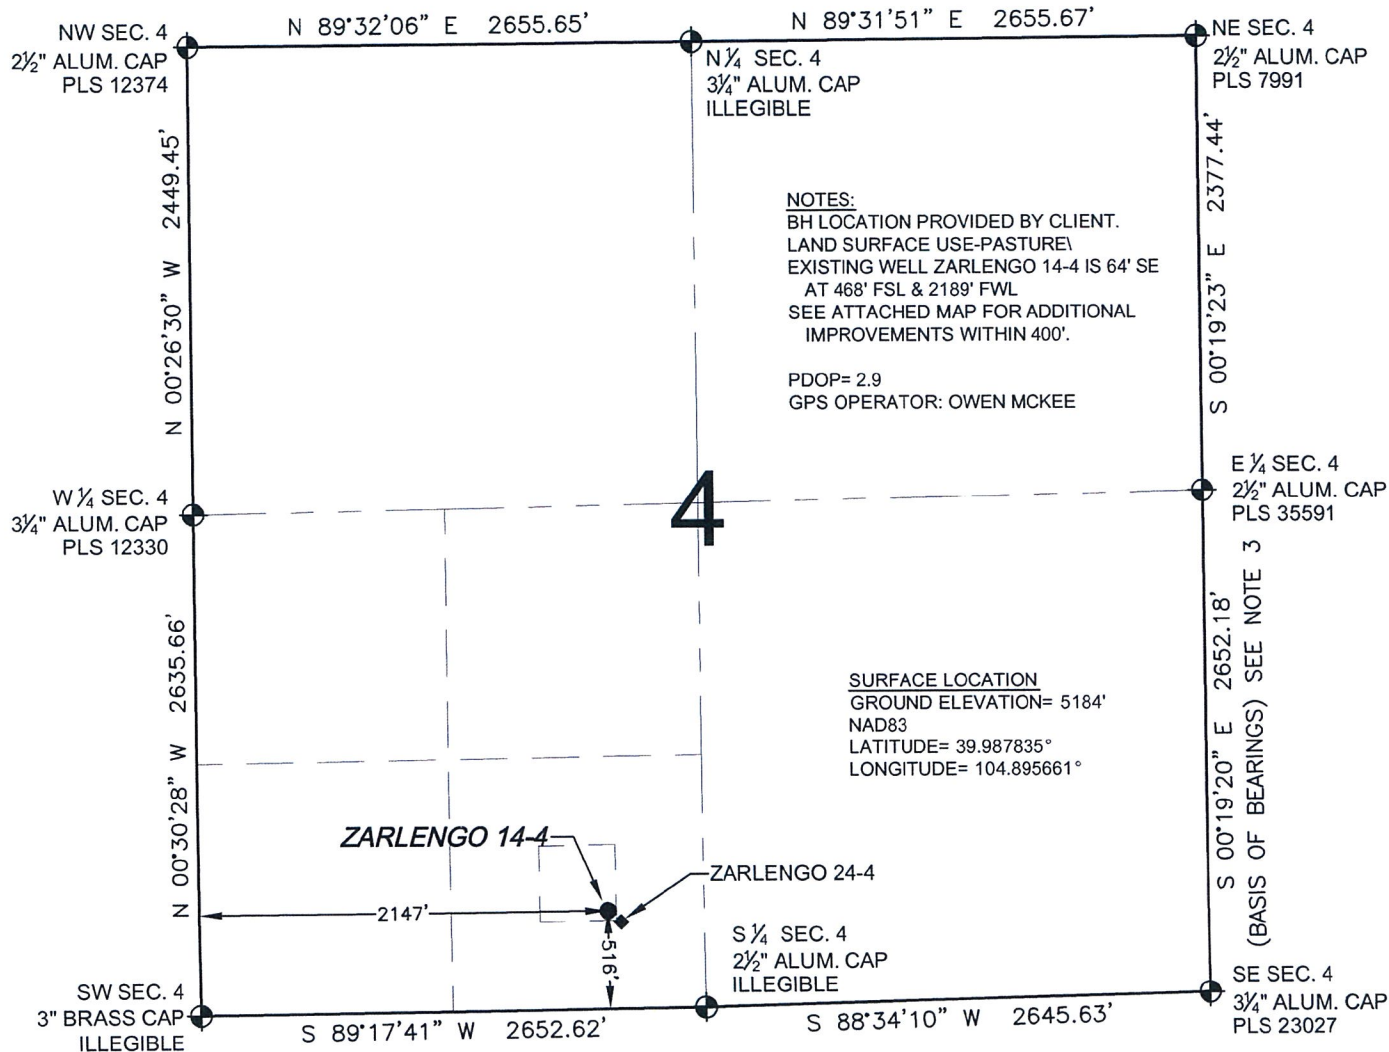 N 89°32'06" E 2655.65'
N 89°31'51" E 2655.67'
NW SEC. 4
2½" ALUM. CAP
PLS 12374
N ¼ SEC. 4
3¼" ALUM. CAP
ILLEGIBLE
NE SEC. 4
2½" ALUM. CAP
PLS 7991
N 00°26'30" W 2449.45'
S 00°19'23" E 2377.44'
NOTES:
BH LOCATION PROVIDED BY CLIENT.
LAND SURFACE USE-PASTURE\
EXISTING WELL ZARLENGO 14-4 IS 64' SE
AT 468' FSL & 2189' FWL
SEE ATTACHED MAP FOR ADDITIONAL
IMPROVEMENTS WITHIN 400'.
PDOP= 2.9
GPS OPERATOR: OWEN MCKEE
W ¼ SEC. 4
3¼" ALUM. CAP
PLS 12330
4
E ¼ SEC. 4
2½" ALUM. CAP
PLS 35591
N 00°30'28" W 2635.66'
S 00°19'20" E 2652.18'
(BASIS OF BEARINGS) SEE NOTE 3
SURFACE LOCATION
GROUND ELEVATION= 5184'
NAD83
LATITUDE= 39.987835°
LONGITUDE= 104.895661°
ZARLENGO 14-4
ZARLENGO 24-4
2147'
516'
SW SEC. 4
3" BRASS CAP
ILLEGIBLE
S ¼ SEC. 4
2½" ALUM. CAP
ILLEGIBLE
SE SEC. 4
3¼" ALUM. CAP
PLS 23027
S 89°17'41" W 2652.62'
S 88°34'10" W 2645.63'